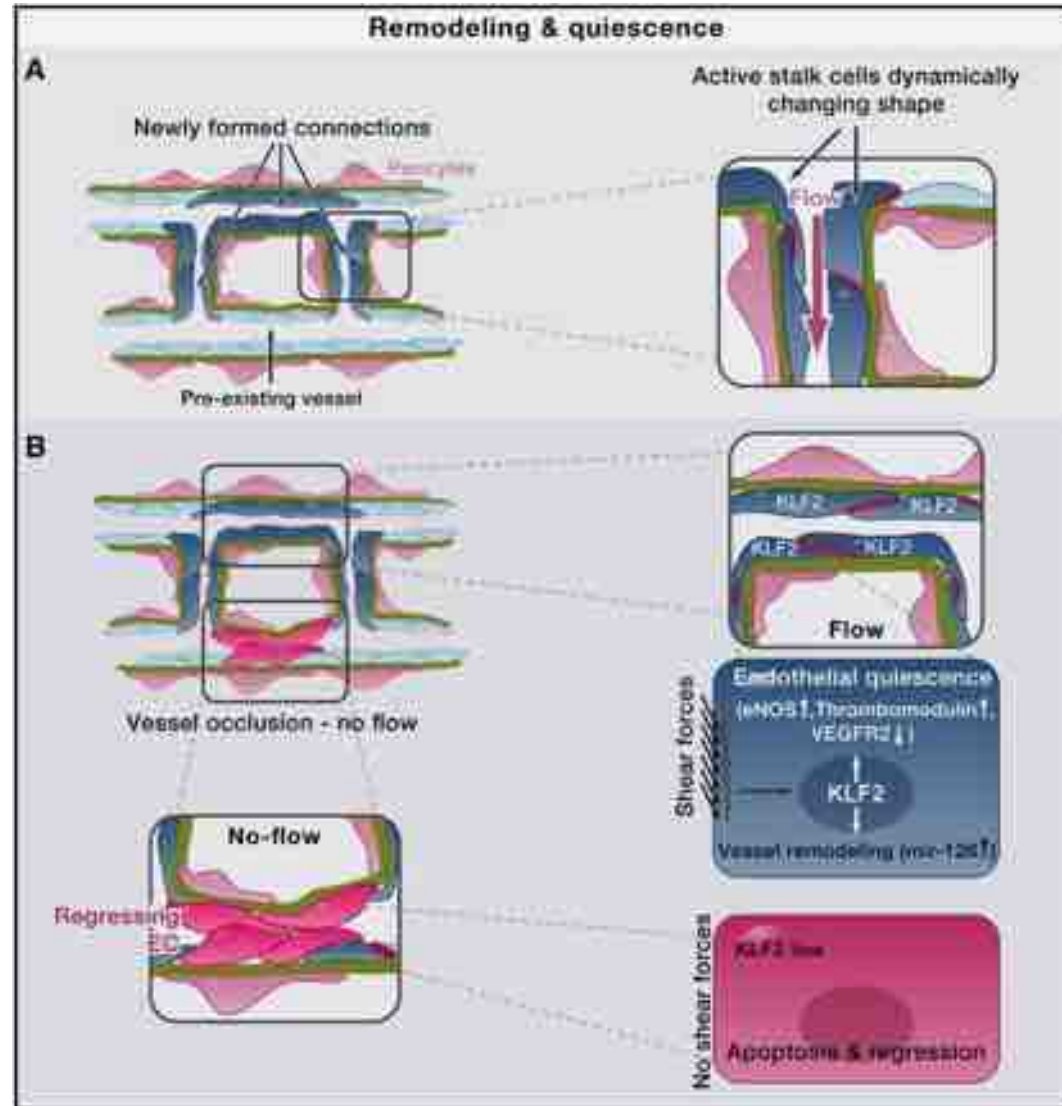 Remodeling & quiescence
A
Active stalk cells dynamically
changing shape
Newly formed connections
Pericytes
Flow
Pre-existing vessel
B
KLF2
KLF2
KLF2
KLF2
Flow
Vessel occlusion - no flow
Shear forces
Endothelial quiescence
(eNOS↑,Thrombomodulin↑,
VEGFR2↓)
KLF2
Vessel remodeling (mir-126↑)
No-flow
Regressing
EC
No shear forces
KLF2 low
Apoptosis & regression